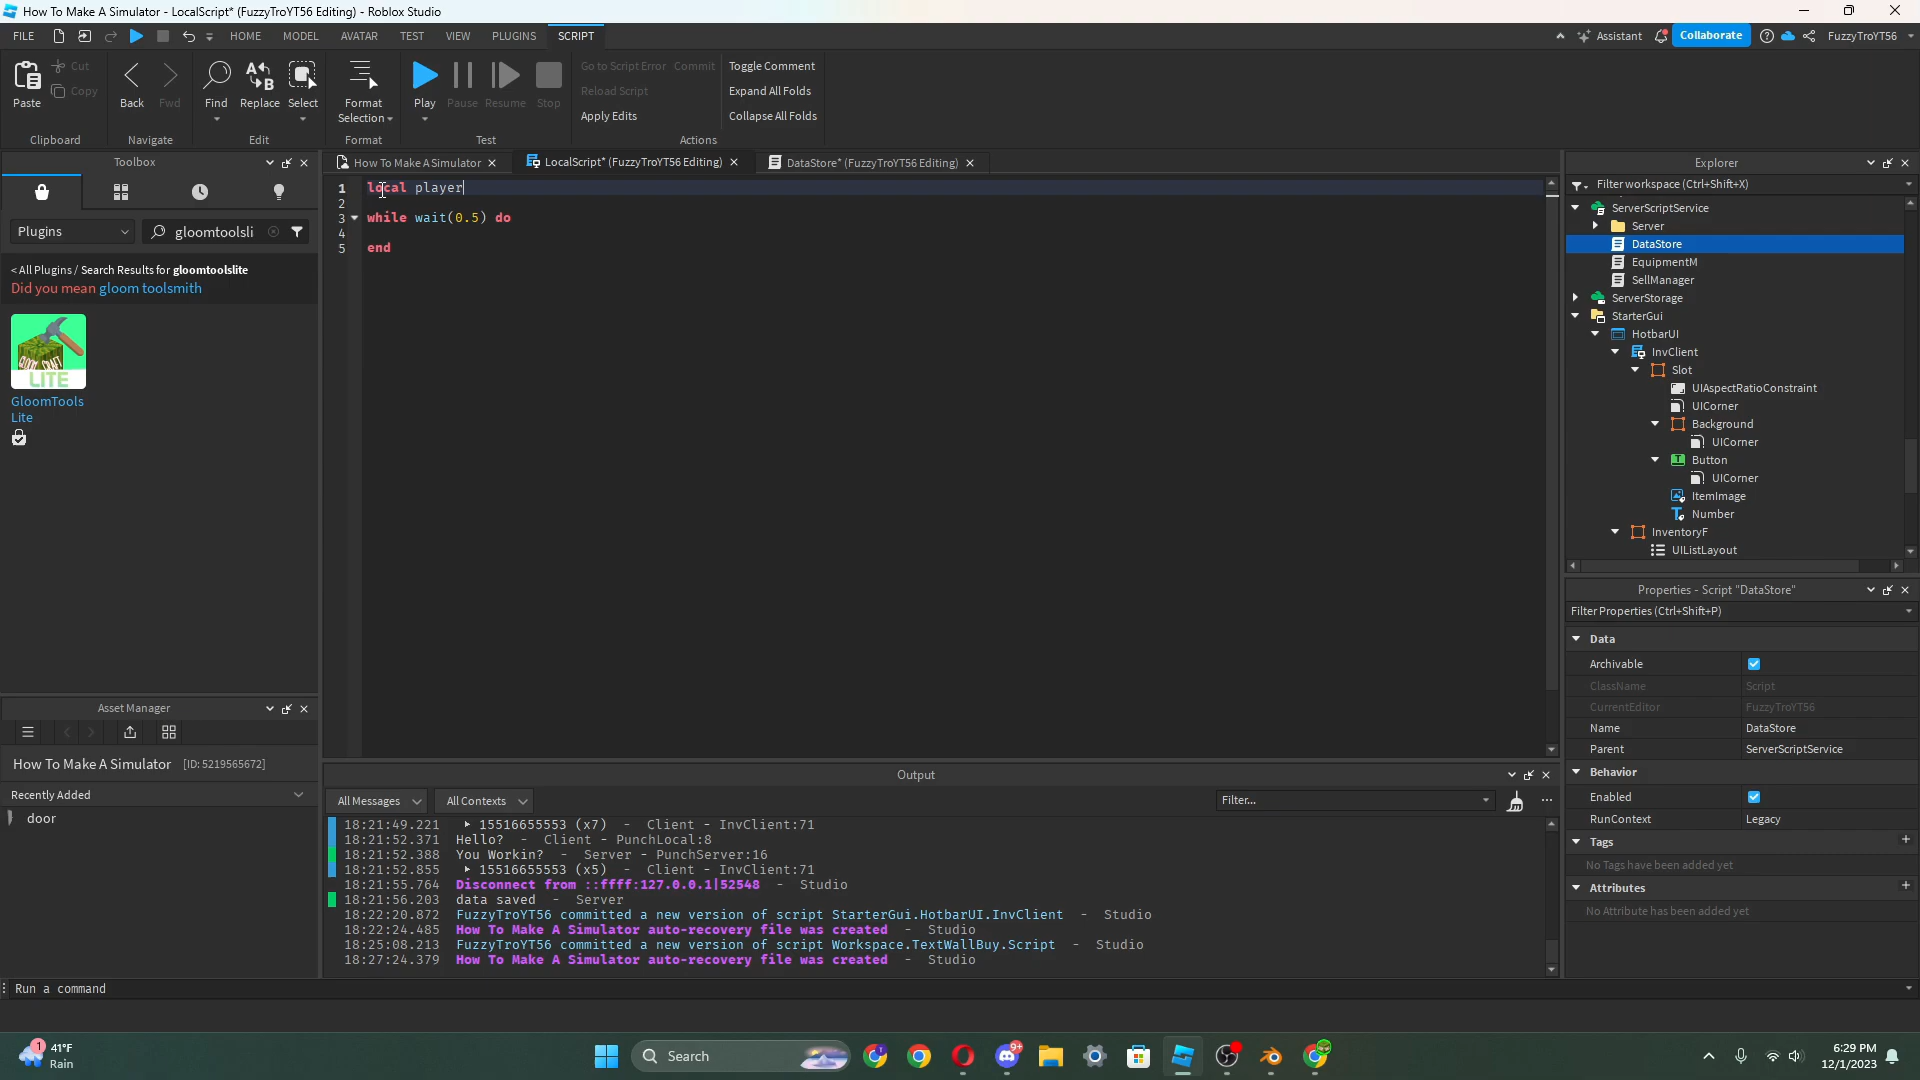 How To Make A Simulator - LocalScript* (FuzzyTroYT56 Editing) - Roblox Studio
FILE
HOME
MODEL
AVATAR
TEST
VIEW
PLUGINS
SCRIPT
Assistant
Collaborate
FuzzyTroYT56
Paste
Cut
Copy
Back
Fwd
Find
Replace
Select
Format
Selection
Play
Pause
Resume
Stop
Go to Script Error
Commit
Reload Script
Apply Edits
Toggle Comment
Expand All Folds
Collapse All Folds
Clipboard
Navigate
Edit
Format
Test
Actions
Toolbox
Plugins
gloomtoolsli
< All Plugins / Search Results for gloomtoolslite
Did you mean gloom toolsmith
GLOOM CRAFT
LITE
GloomTools
Lite
Asset Manager
How To Make A Simulator [ID: 5219565672]
Recently Added
door
How To Make A Simulator
LocalScript* (FuzzyTroYT56 Editing)
DataStore* (FuzzyTroYT56 Editing)
1 local player
2
3 while wait(0.5) do
4
5 end
Output
All Messages
All Contexts
Filter...
18:21:49.221 15516655553 (x7) - Client - InvClient:71
18:21:52.371 Hello? - Client - PunchLocal:8
18:21:52.388 You Workin? - Server - PunchServer:16
18:21:52.855 15516655553 (x5) - Client - InvClient:71
18:21:55.764 Disconnect from ::ffff:127.0.0.1|52548 - Studio
18:21:56.203 data saved - Server
18:22:20.872 FuzzyTroYT56 committed a new version of script StarterGui.HotbarUI.InvClient - Studio
18:22:24.485 How To Make A Simulator auto-recovery file was created - Studio
18:25:08.213 FuzzyTroYT56 committed a new version of script Workspace.TextWallBuy.Script - Studio
18:27:24.379 How To Make A Simulator auto-recovery file was created - Studio
Run a command
Explorer
Filter workspace (Ctrl+Shift+X)
ServerScriptService
Server
DataStore
EquipmentM
SellManager
ServerStorage
StarterGui
HotbarUI
InvClient
Slot
UIAspectRatioConstraint
UICorner
Background
UICorner
Button
UICorner
ItemImage
Number
InventoryF
UIListLayout
Properties - Script "DataStore"
Filter Properties (Ctrl+Shift+P)
Data
Archivable
ClassName Script
CurrentEditor FuzzyTroYT56
Name DataStore
Parent ServerScriptService
Behavior
Enabled
RunContext Legacy
Tags
No Tags have been added yet
Attributes
No Attribute has been added yet
1
41°F
Rain
Search
9+
6:29 PM
12/1/2023